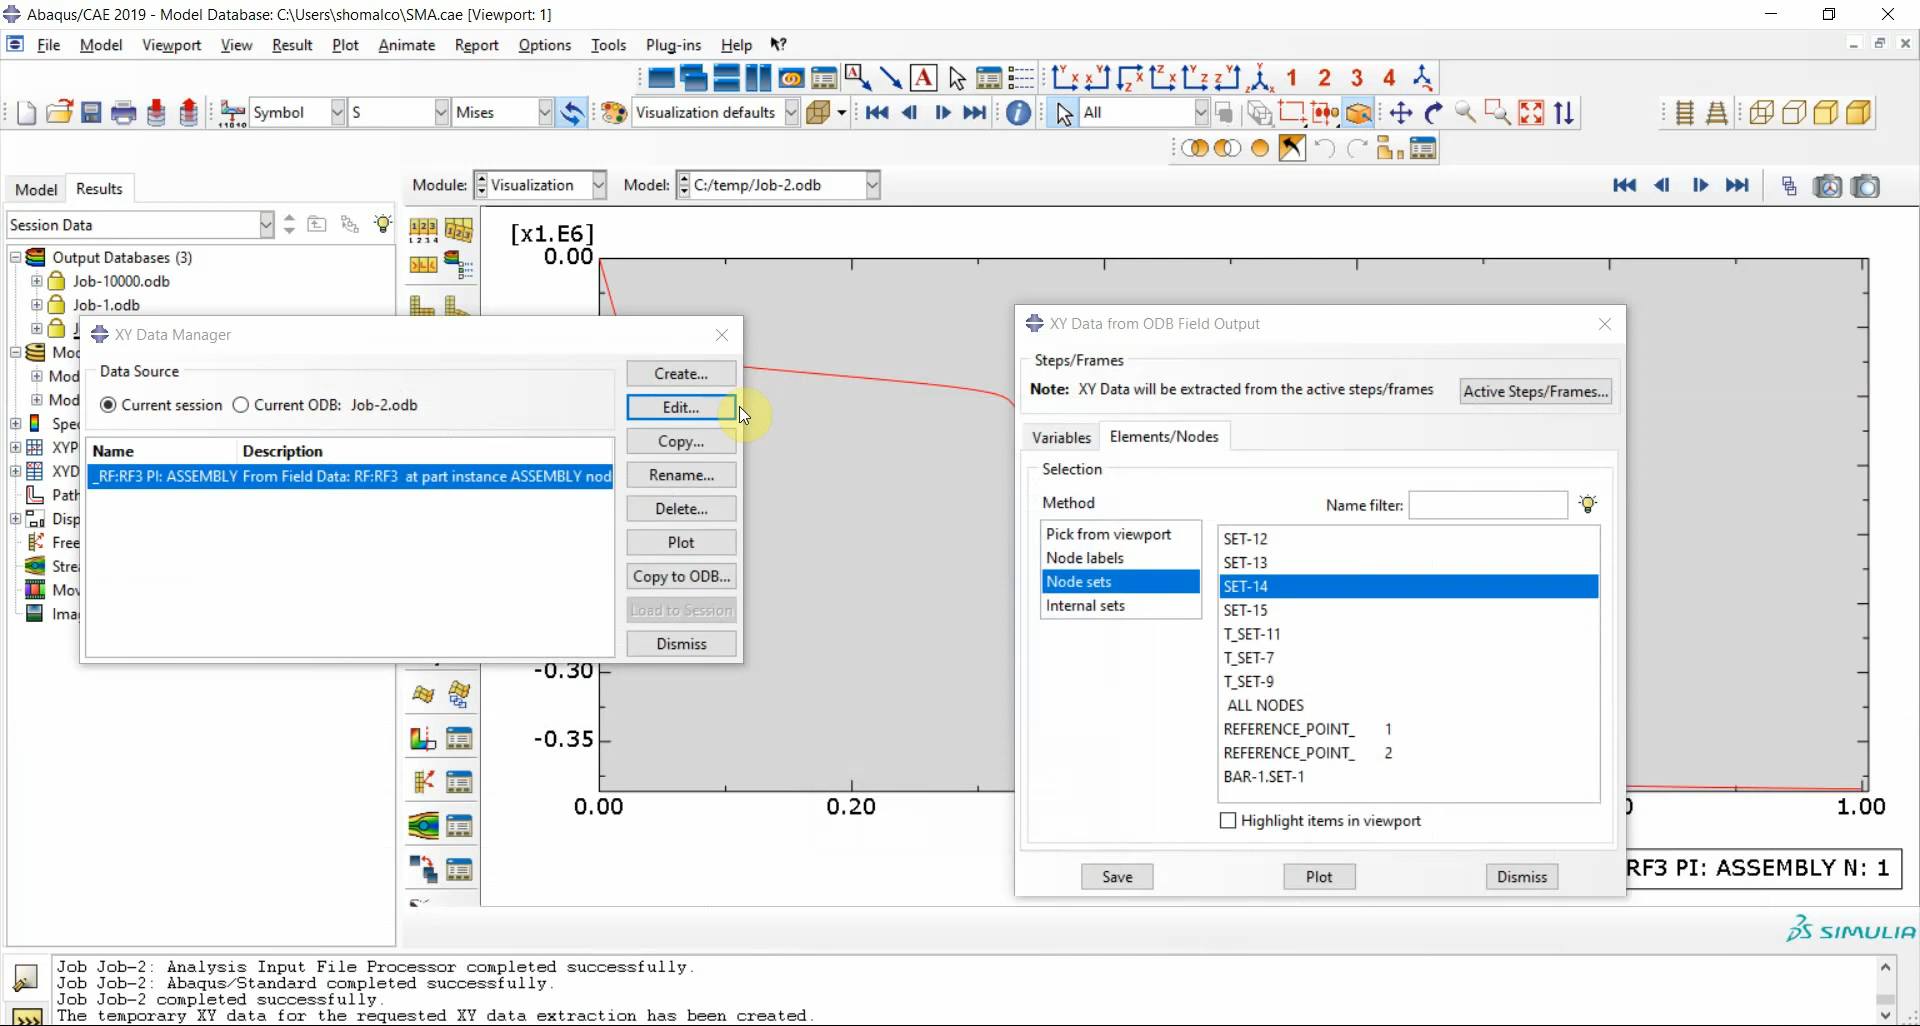 Abaqus/CAE 2019 - Model Database: C:\Users\shomalco\SMA.cae [Viewport: 1]
File Model Viewport View Result Plot Animate Report Options Tools Plug-ins Help
1 2 3 4
Symbol S Mises Visualization defaults All
Model Results Module: Visualization Model: C:/temp/Job-2.odb
Session Data
Output Databases (3)
Job-10000.odb
Job-1.odb
[x1.E6]
0.00
XY Data Manager
Data Source
Current session Current ODB: Job-2.odb
Name Description
_RF:RF3 PI: ASSEMBLY From Field Data: RF:RF3 at part instance ASSEMBLY nod
Create...
Edit...
Copy...
Rename...
Delete...
Plot
Copy to ODB...
Load to Session
Dismiss
XYP
XYD
Path
Disp
Free
Stre
Mov
Ima
-0.30
-0.35
0.00 0.20 1.00
XY Data from ODB Field Output
Steps/Frames
Note: XY Data will be extracted from the active steps/frames Active Steps/Frames...
Variables Elements/Nodes
Selection
Method
Name filter:
Pick from viewport
Node labels
Node sets
Internal sets
SET-12
SET-13
SET-14
SET-15
T_SET-11
T_SET-7
T_SET-9
ALL NODES
REFERENCE_POINT_ 1
REFERENCE_POINT_ 2
BAR-1.SET-1
Highlight items in viewport
Save Plot Dismiss
RF3 PI: ASSEMBLY N: 1
SIMULIA
Job Job-2: Analysis Input File Processor completed successfully.
Job Job-2: Abaqus/Standard completed successfully.
Job Job-2 completed successfully.
The temporary XY data for the requested XY data extraction has been created.